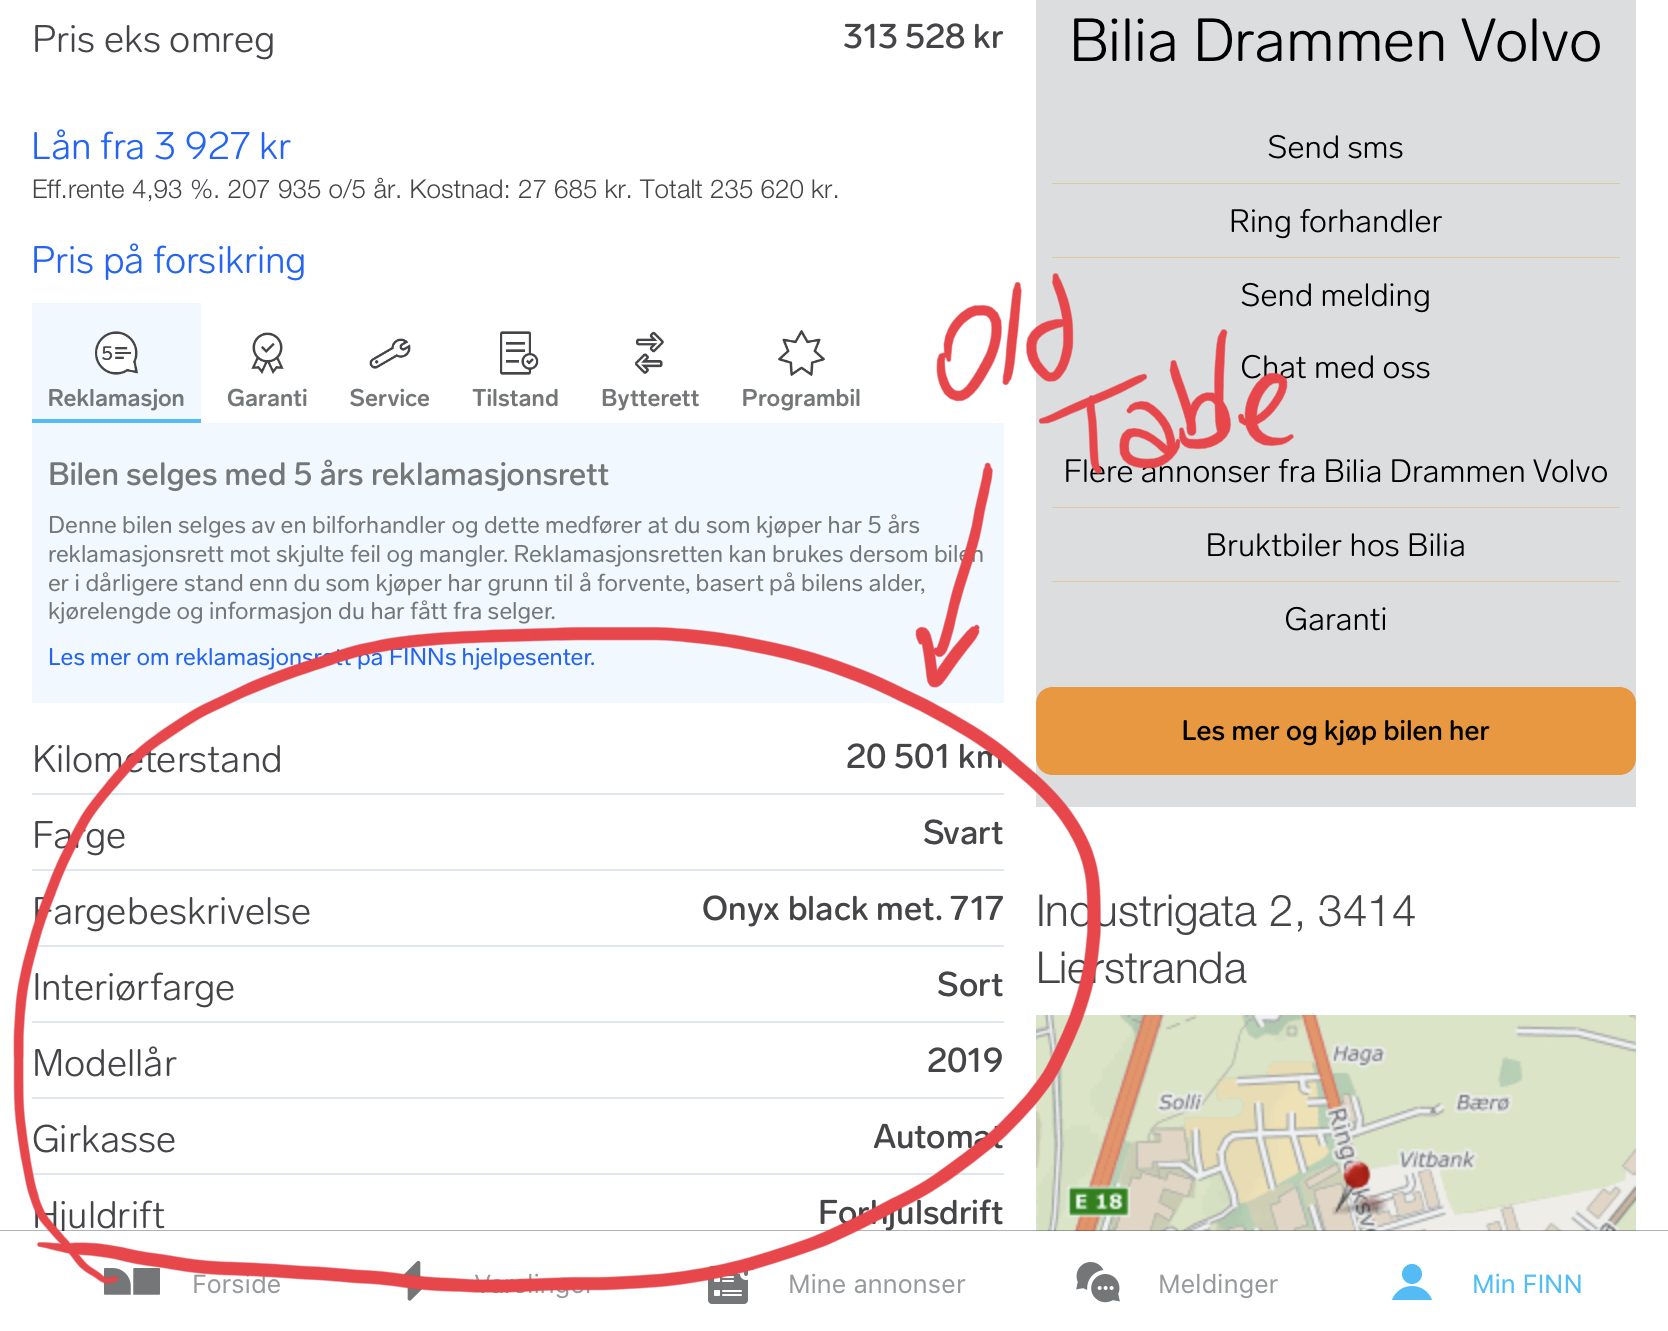 Pris eks omreg 313 528 kr
Lån fra 3 927 kr
Eff.rente 4,93 %. 207 935 o/5 år. Kostnad: 27 685 kr. Totalt 235 620 kr.
Pris på forsikring
Reklamasjon Garanti Service Tilstand Bytterett Programbil
Bilen selges med 5 års reklamasjonsrett
Denne bilen selges av en bilforhandler og dette medfører at du som kjøper har 5 års
reklamasjonsrett mot skjulte feil og mangler. Reklamasjonsretten kan brukes dersom bilen
er i dårligere stand enn du som kjøper har grunn til å forvente, basert på bilens alder,
kjørelengde og informasjon du har fått fra selger.
Les mer om reklamasjonsrett på FINNs hjelpesenter.
Kilometerstand 20 501 km
Farge Svart
Fargebeskrivelse Onyx black met. 717
Interiørfarge Sort
Modellår 2019
Girkasse Automat
Hjuldrift Forhjulsdrift
Old
Table
Bilia Drammen Volvo
Send sms
Ring forhandler
Send melding
Chat med oss
Flere annonser fra Bilia Drammen Volvo
Bruktbiler hos Bilia
Garanti
Les mer og kjøp bilen her
Industrigata 2, 3414
Lierstranda
Haga
Solli
Bærø
Vitbank
E 18
Forside Varslinger Mine annonser Meldinger Min FINN